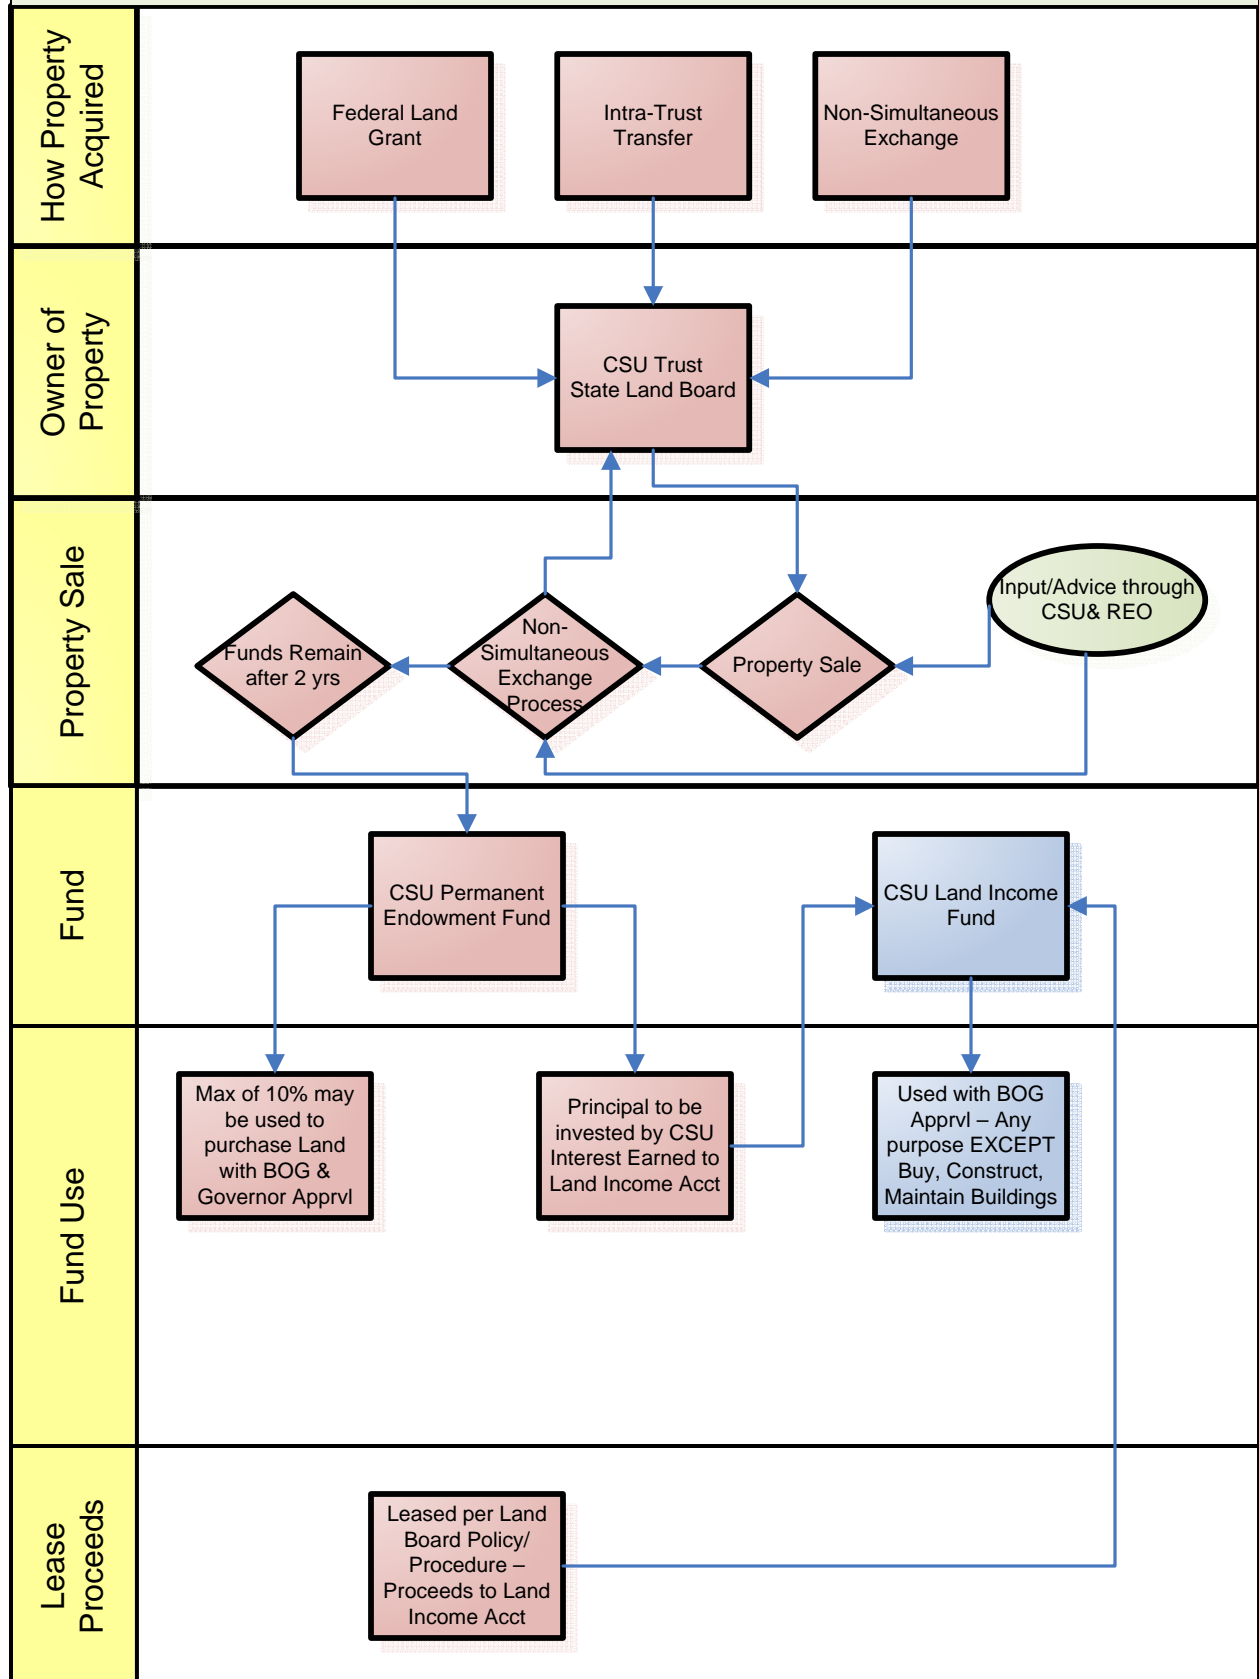 How Property
Acquired
Federal Land
Grant
Intra-Trust
Transfer
Non-Simultaneous
Exchange
Owner of
Property
CSU Trust
State Land Board
Property Sale
Funds Remain
after 2 yrs
Non-
Simultaneous
Exchange
Process
Property Sale
Input/Advice through
CSU& REO
Fund
CSU Permanent
Endowment Fund
CSU Land Income
Fund
Fund Use
Max of 10% may
be used to
purchase Land
with BOG &
Governor Apprvl
Principal to be
invested by CSU
Interest Earned to
Land Income Acct
Used with BOG
Apprvl – Any
purpose EXCEPT
Buy, Construct,
Maintain Buildings
Lease
Proceeds
Leased per Land
Board Policy/
Procedure –
Proceeds to Land
Income Acct